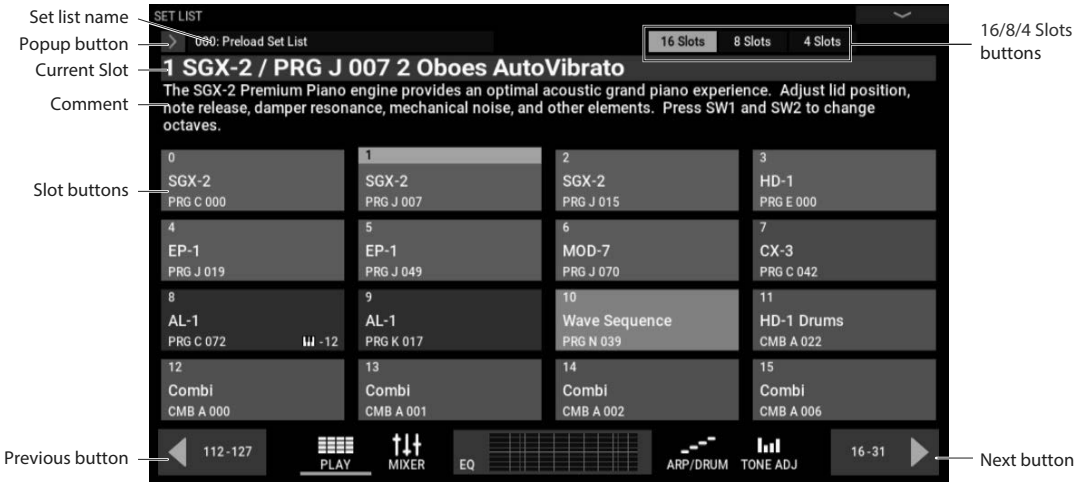 Set list name
Popup button
Current Slot
Comment
Slot buttons
Previous button
SET LIST
000: Preload Set List
16 Slots 8 Slots 4 Slots
16/8/4 Slots
buttons
1 SGX-2 / PRG J 007 2 Oboes AutoVibrato
The SGX-2 Premium Piano engine provides an optimal acoustic grand piano experience. Adjust lid position,
note release, damper resonance, mechanical noise, and other elements. Press SW1 and SW2 to change
octaves.
0
SGX-2
PRG C 000
1
SGX-2
PRG J 007
2
SGX-2
PRG J 015
3
HD-1
PRG E 000
4
EP-1
PRG J 019
5
EP-1
PRG J 049
6
MOD-7
PRG J 070
7
CX-3
PRG C 042
8
AL-1
PRG C 072 -12
9
AL-1
PRG K 017
10
Wave Sequence
PRG N 039
11
HD-1 Drums
CMB A 022
12
Combi
CMB A 000
13
Combi
CMB A 001
14
Combi
CMB A 002
15
Combi
CMB A 006
112-127
PLAY
MIXER
EQ
ARP/DRUM
TONE ADJ
16-31
Next button